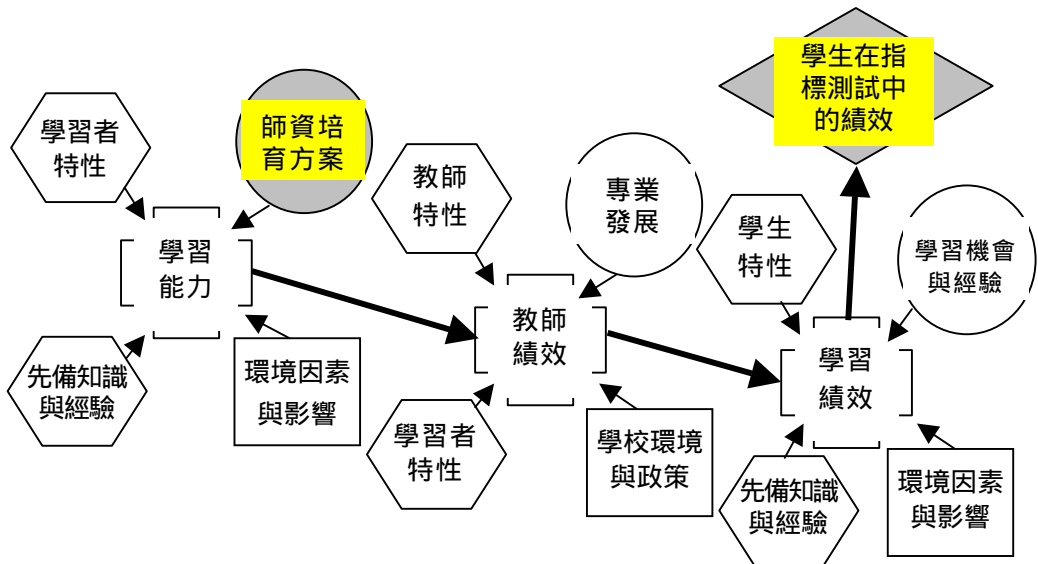 學習者
特性
師資培
育方案
學習
能力
先備知識
與經驗
環境因素
與影響
教師
特性
專業
發展
教師
績效
學習者
特性
學校環境
與政策
學生在指
標測試中
的績效
學生
特性
學習機會
與經驗
學習
績效
先備知識
與經驗
環境因素
與影響